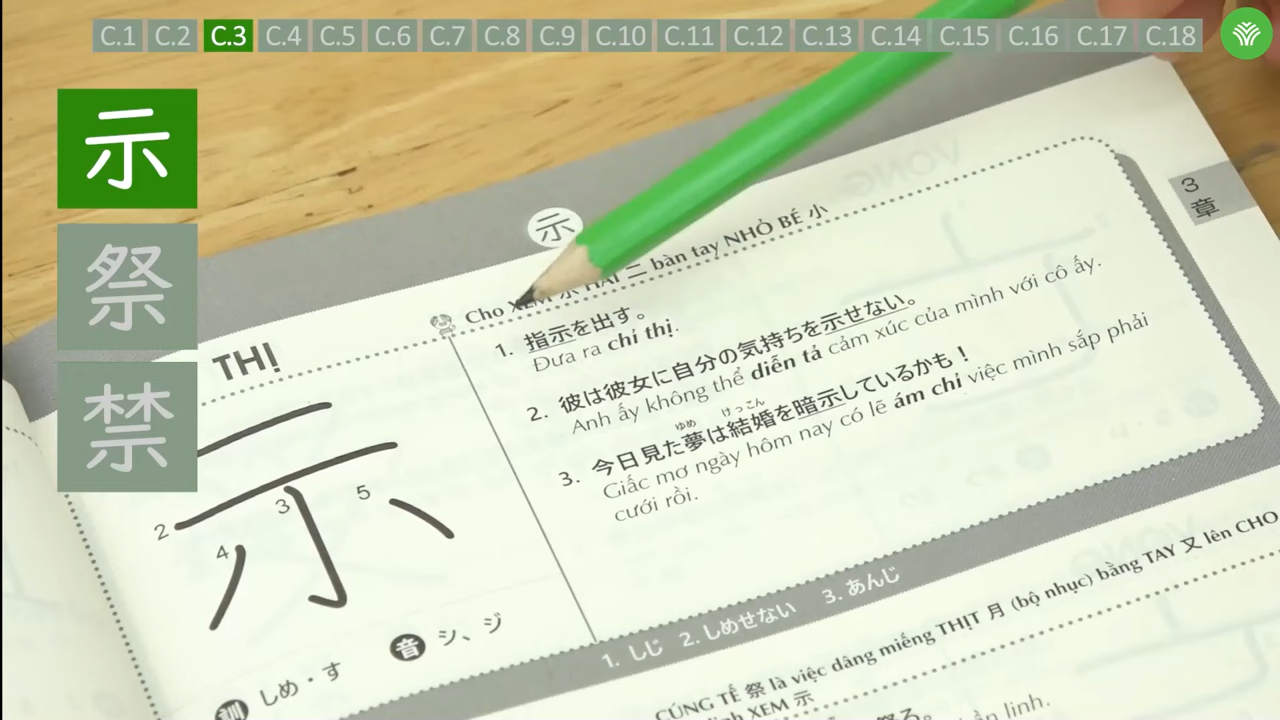 C.1 C.2 C.3 C.4 C.5 C.6 C.7 C.8 C.9 C.10 C.11 C.12 C.13 C.14 C.15 C.16 C.17 C.18
示
祭
禁
3
章
示
Cho XEM 示 HAI 二 bàn tay NHỎ BÉ 小
THỊ
1. 指示を出す。
Đưa ra chỉ thị.
2. 彼は彼女に自分の気持ちを示せない。
Anh ấy không thể diễn tả cảm xúc của mình với cô ấy.
ゆめ けっこん
3. 今日見た夢は結婚を暗示しているかも！
Giấc mơ ngày hôm nay có lẽ ám chỉ việc mình sắp phải
cưới rồi.
2 3 4 5
音 シ、ジ
訓 しめ・す
1. しじ 2. しめせない 3. あんじ
CÚNG TẾ 祭 là việc dâng miếng THỊT 月 (bộ nhục) bằng TAY 又 lên CHO
XEM 示